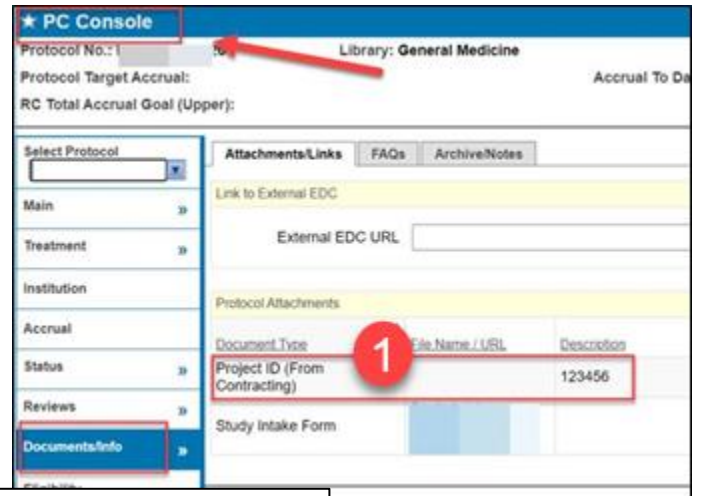 ★ PC Console
Protocol No.: Library: General Medicine
Protocol Target Accrual: Accrual To Da
RC Total Accrual Goal (Upper):
Select Protocol
Attachments/Links FAQs Archive/Notes
Link to External EDC
Main »
External EDC URL
Treatment »
Institution
Protocol Attachments
Accrual
Document Type File Name / URL Description
1
Status »
Project ID (From
Contracting) 123456
Reviews »
Study Intake Form
Documents/Info »